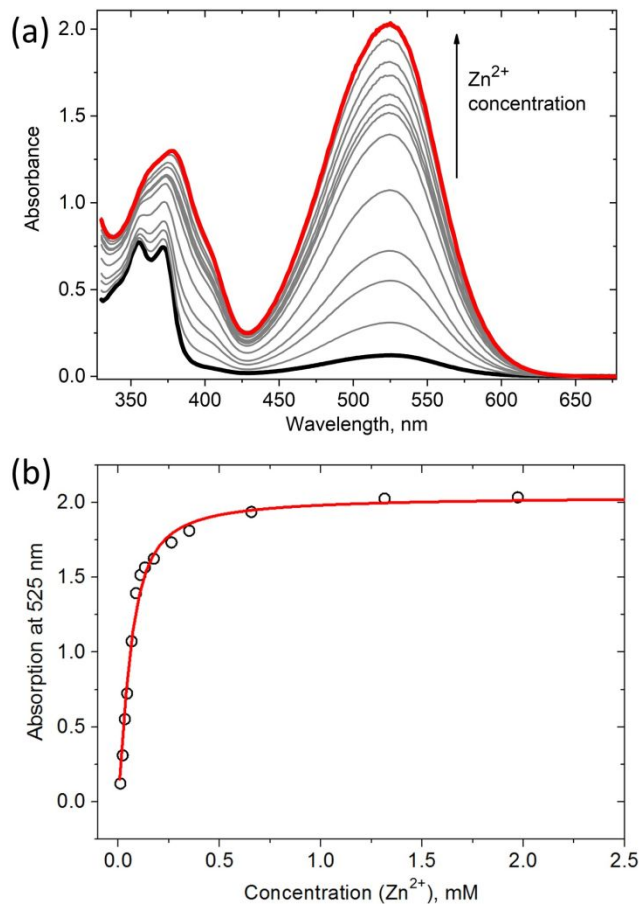 (a)
2.0
1.5
1.0
0.5
0.0
Absorbance
Zn²⁺
concentration
350 400 450 500 550 600 650
Wavelength, nm
(b)
2.0
1.5
1.0
0.5
0.0
Absorption at 525 nm
0.0 0.5 1.0 1.5 2.0 2.5
Concentration (Zn²⁺), mM